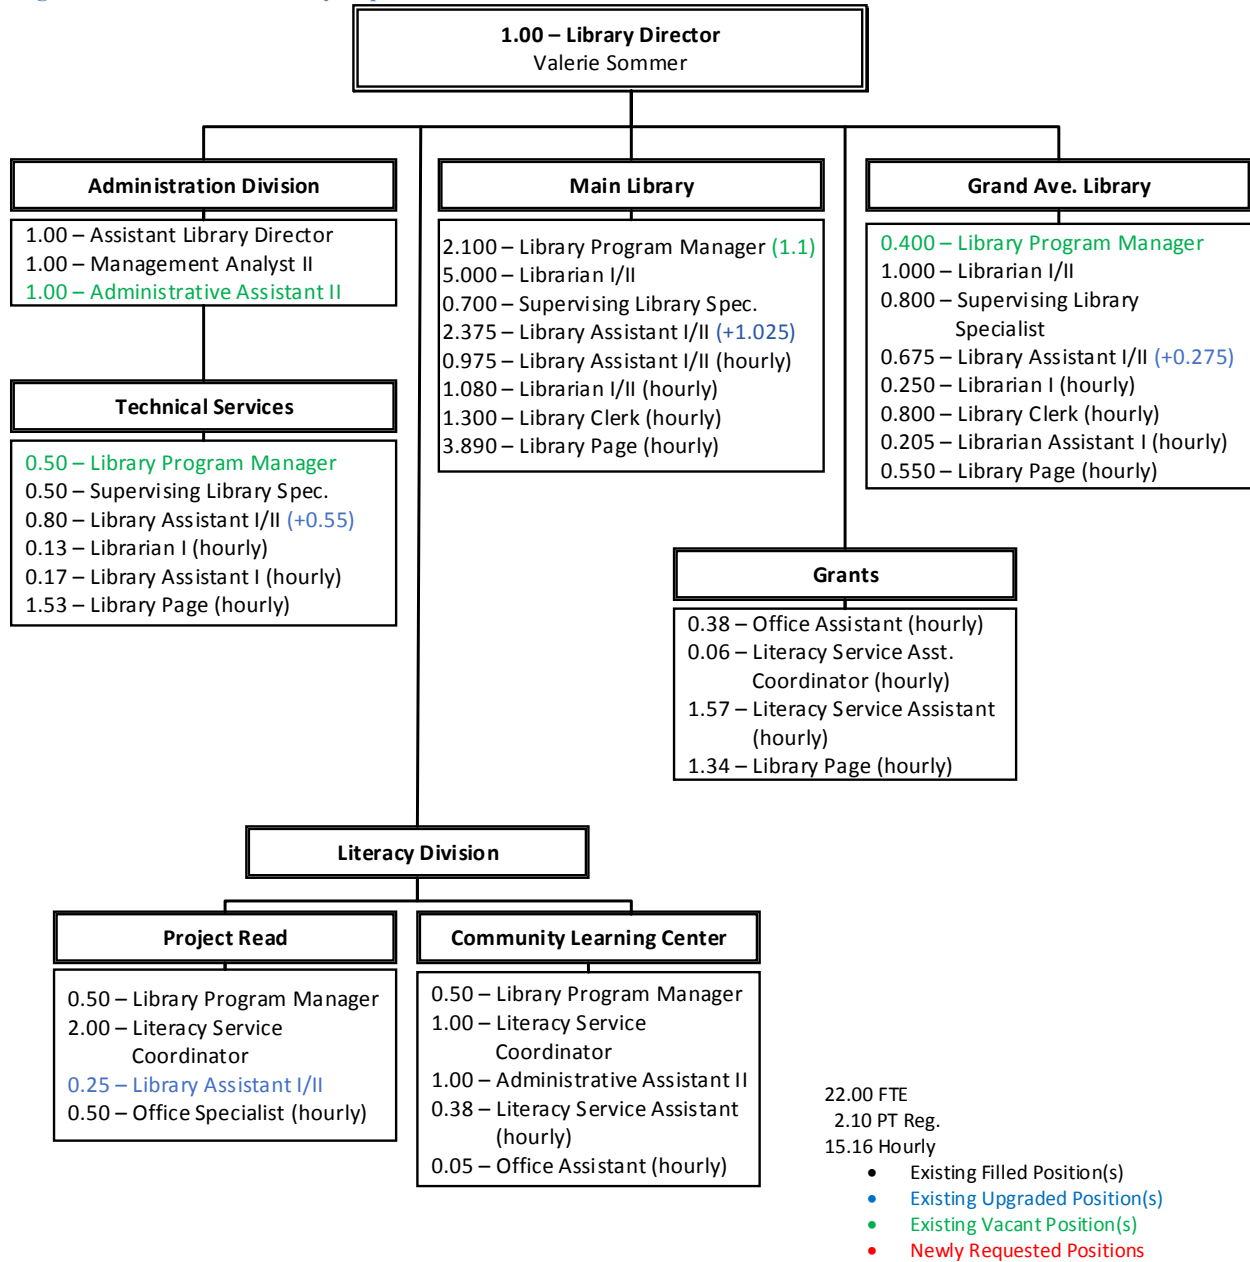 1.00 – Library Director
Valerie Sommer
Administration Division
1.00 – Assistant Library Director
1.00 – Management Analyst II
1.00 – Administrative Assistant II
Technical Services
0.50 – Library Program Manager
0.50 – Supervising Library Spec.
0.80 – Library Assistant I/II (+0.55)
0.13 – Librarian I (hourly)
0.17 – Library Assistant I (hourly)
1.53 – Library Page (hourly)
Main Library
2.100 – Library Program Manager (1.1)
5.000 – Librarian I/II
0.700 – Supervising Library Spec.
2.375 – Library Assistant I/II (+1.025)
0.975 – Library Assistant I/II (hourly)
1.080 – Librarian I/II (hourly)
1.300 – Library Clerk (hourly)
3.890 – Library Page (hourly)
Grand Ave. Library
0.400 – Library Program Manager
1.000 – Librarian I/II
0.800 – Supervising Library
Specialist
0.675 – Library Assistant I/II (+0.275)
0.250 – Librarian I (hourly)
0.800 – Library Clerk (hourly)
0.205 – Librarian Assistant I (hourly)
0.550 – Library Page (hourly)
Grants
0.38 – Office Assistant (hourly)
0.06 – Literacy Service Asst.
Coordinator (hourly)
1.57 – Literacy Service Assistant
(hourly)
1.34 – Library Page (hourly)
Literacy Division
Project Read
0.50 – Library Program Manager
2.00 – Literacy Service
Coordinator
0.25 – Library Assistant I/II
0.50 – Office Specialist (hourly)
Community Learning Center
0.50 – Library Program Manager
1.00 – Literacy Service
Coordinator
1.00 – Administrative Assistant II
0.38 – Literacy Service Assistant
(hourly)
0.05 – Office Assistant (hourly)
22.00 FTE
2.10 PT Reg.
15.16 Hourly
• Existing Filled Position(s)
• Existing Upgraded Position(s)
• Existing Vacant Position(s)
• Newly Requested Positions